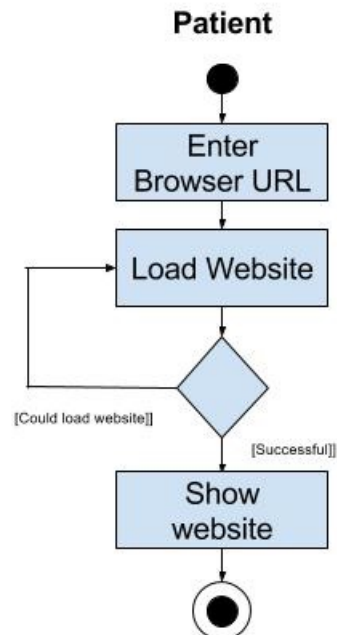 Patient
Enter
Browser URL
Load Website
[Could load website]]
[Successful]]
Show
website